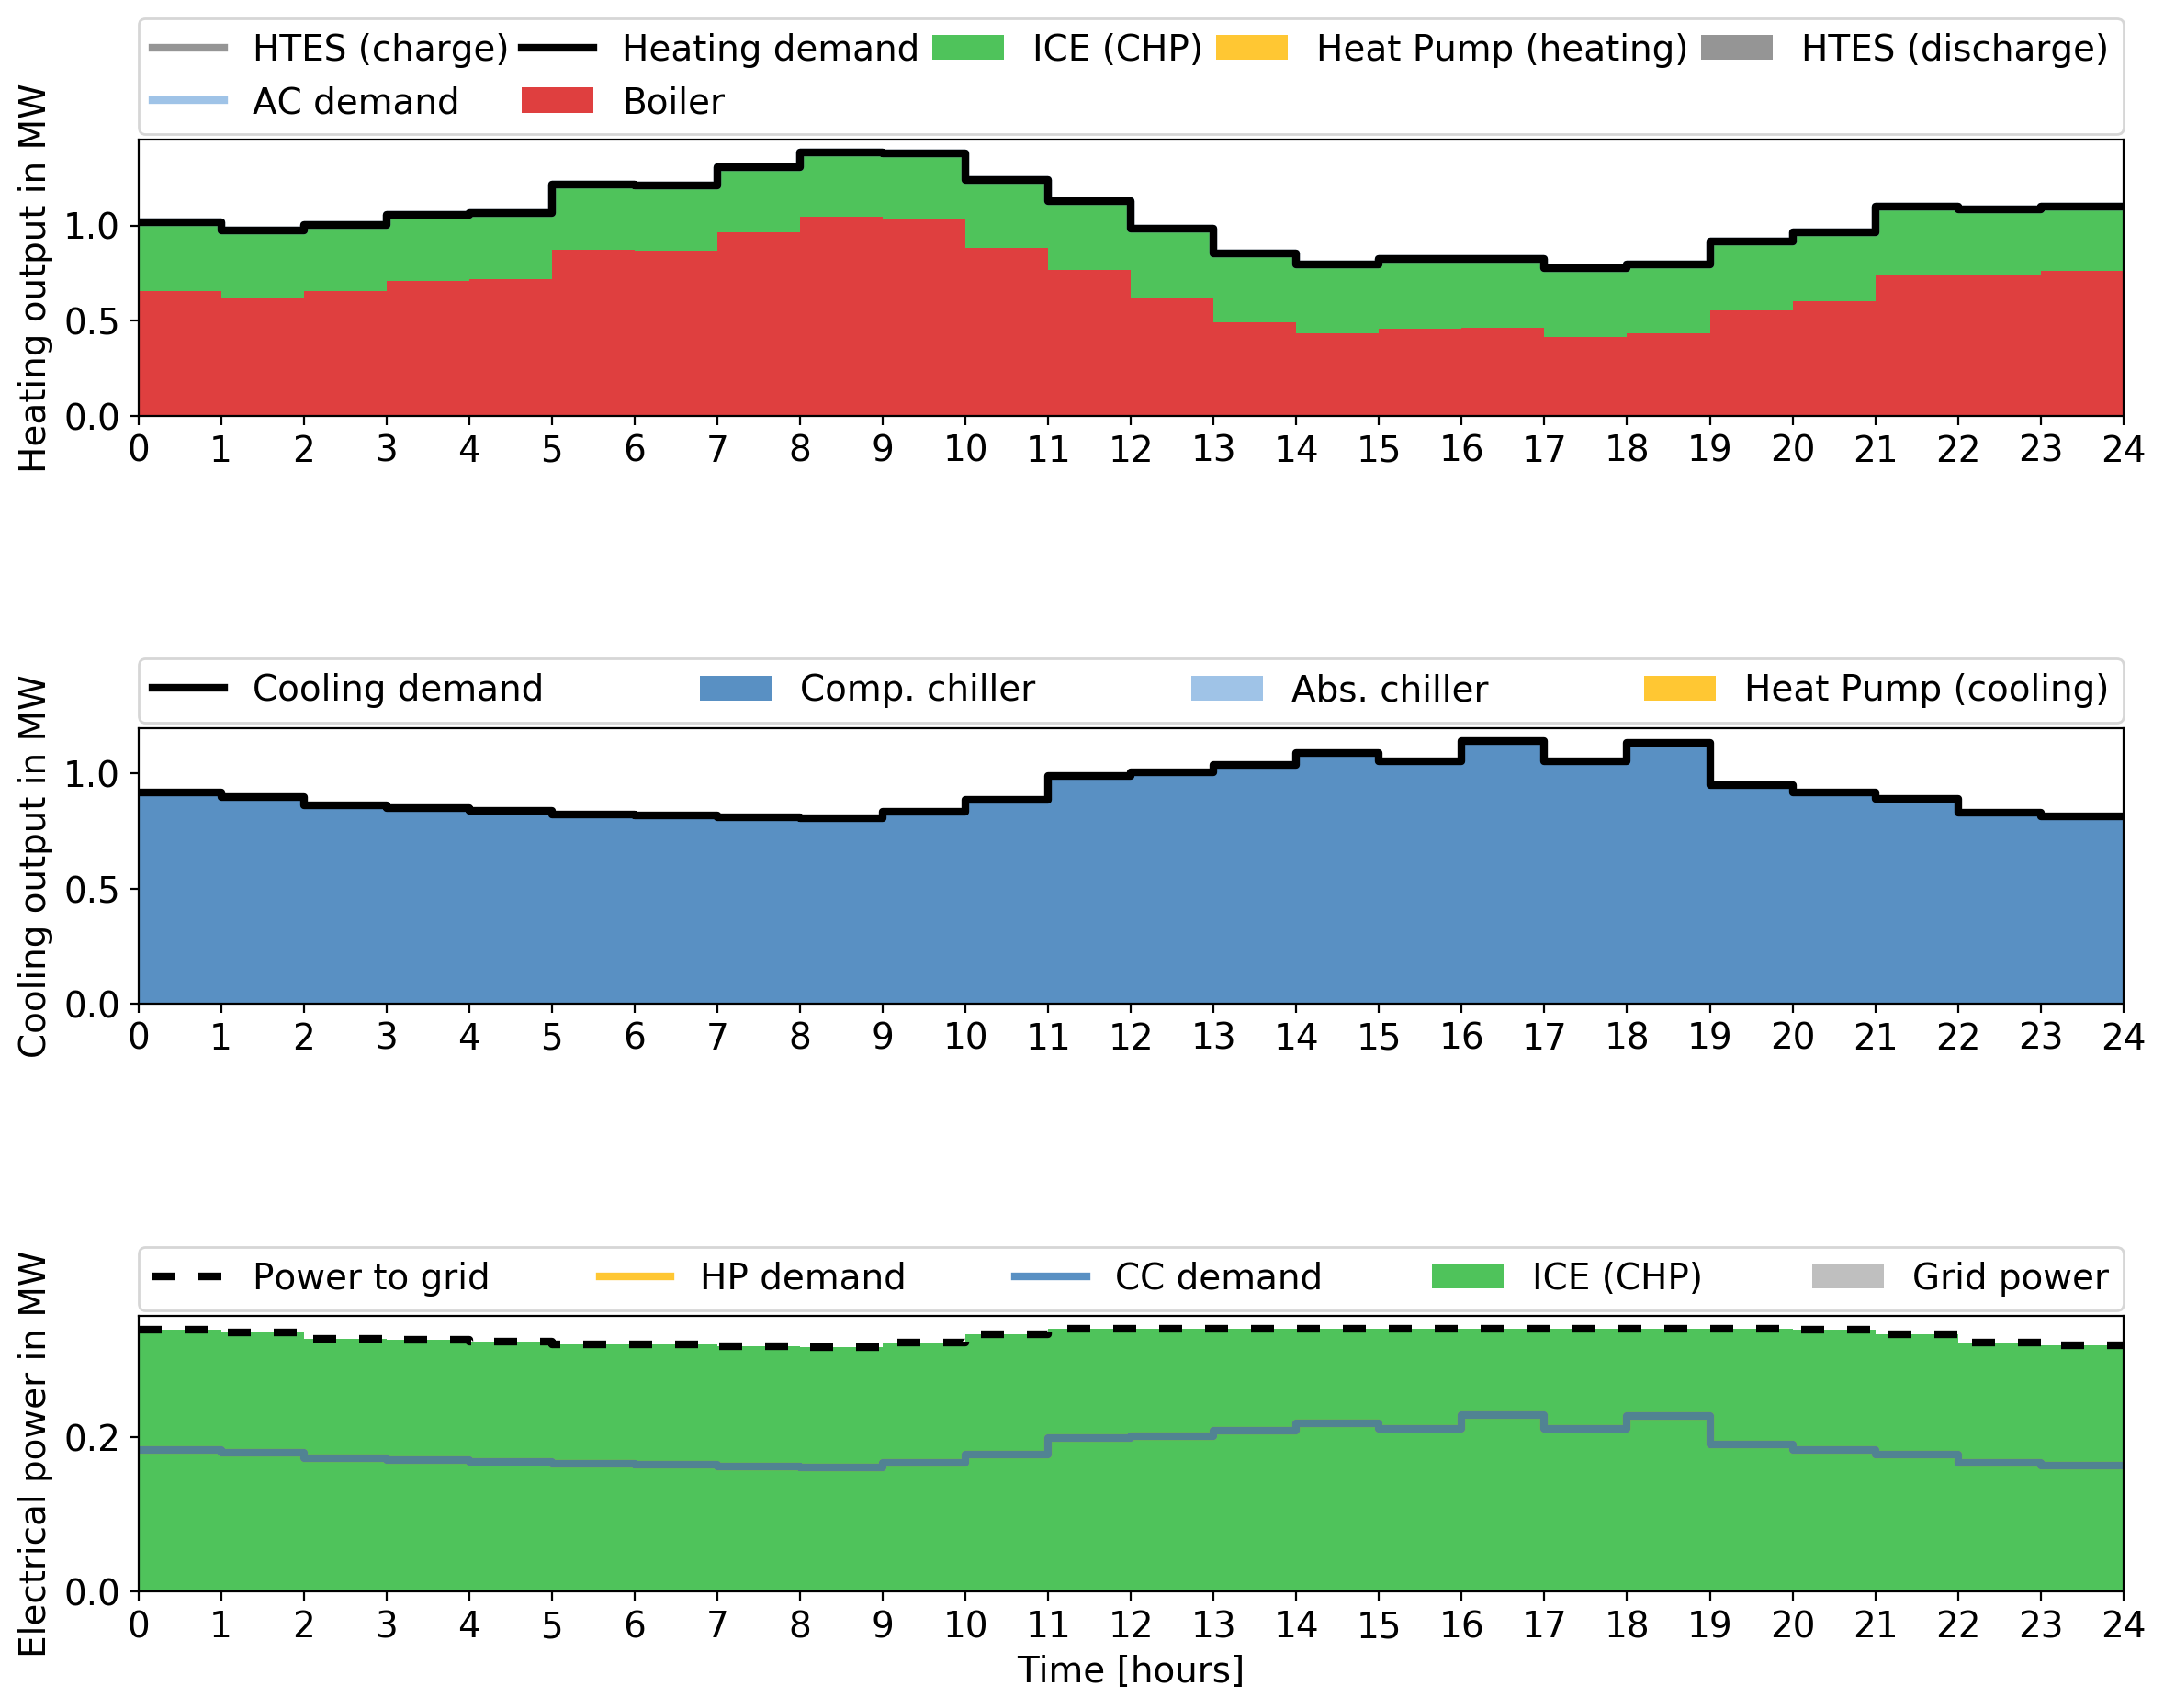 HTES (charge) Heating demand ICE (CHP) Heat Pump (heating) HTES (discharge)
AC demand Boiler
Heating output in MW
1.0
0.5
0.0
0 1 2 3 4 5 6 7 8 9 10 11 12 13 14 15 16 17 18 19 20 21 22 23 24
Cooling demand Comp. chiller Abs. chiller Heat Pump (cooling)
Cooling output in MW
1.0
0.5
0.0
0 1 2 3 4 5 6 7 8 9 10 11 12 13 14 15 16 17 18 19 20 21 22 23 24
Power to grid HP demand CC demand ICE (CHP) Grid power
Electrical power in MW
0.2
0.0
0 1 2 3 4 5 6 7 8 9 10 11 12 13 14 15 16 17 18 19 20 21 22 23 24
Time [hours]